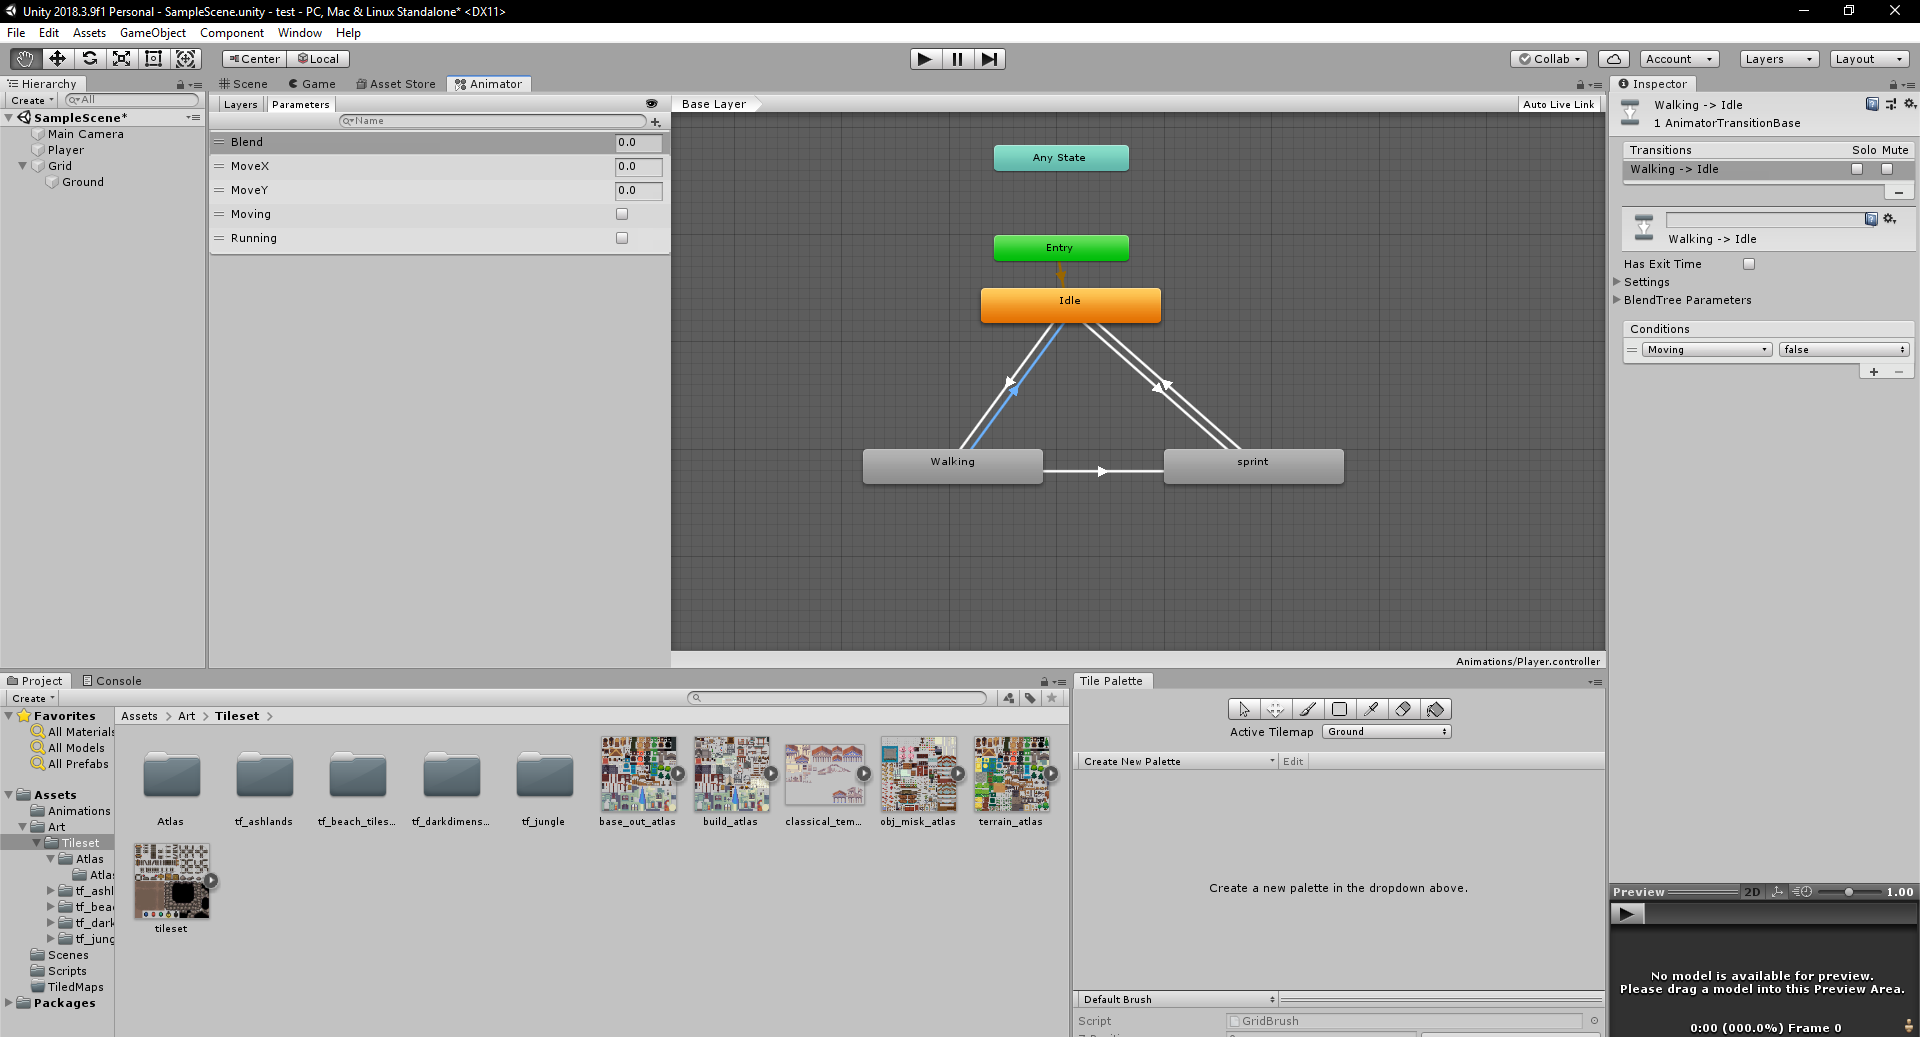 Unity 2018.3.9f1 Personal - SampleScene.unity - test - PC, Mac & Linux Standalone* <DX11>
File Edit Assets GameObject Component Window Help
Center Local
Collab Account Layers Layout
Hierarchy
Create All
SampleScene*
Main Camera
Player
Grid
Ground
Scene Game Asset Store Animator
Layers Parameters
Name
Blend 0.0
MoveX 0.0
MoveY 0.0
Moving
Running
Base Layer
Auto Live Link
Any State
Entry
Idle
Walking
sprint
Animations/Player.controller
Inspector
Walking -> Idle
1 AnimatorTransitionBase
Transitions Solo Mute
Walking -> Idle
Walking -> Idle
Has Exit Time
Settings
BlendTree Parameters
Conditions
Moving false
Project Console
Create
Favorites
All Materials
All Models
All Prefabs
Assets
Animations
Art
Tileset
Atlas
Atlas
tf_ashl
tf_bea
tf_dark
tf_jung
Scenes
Scripts
TiledMaps
Packages
Assets > Art > Tileset >
Atlas
tf_ashlands
tf_beach_tiles...
tf_darkdimens...
tf_jungle
base_out_atlas
build_atlas
classical_tem...
obj_misk_atlas
terrain_atlas
tileset
Tile Palette
Active Tilemap Ground
Create New Palette Edit
Create a new palette in the dropdown above.
Default Brush
Script GridBrush
Preview 2D 1.00
No model is available for preview.
Please drag a model into this Preview Area.
0:00 (000.0%) Frame 0